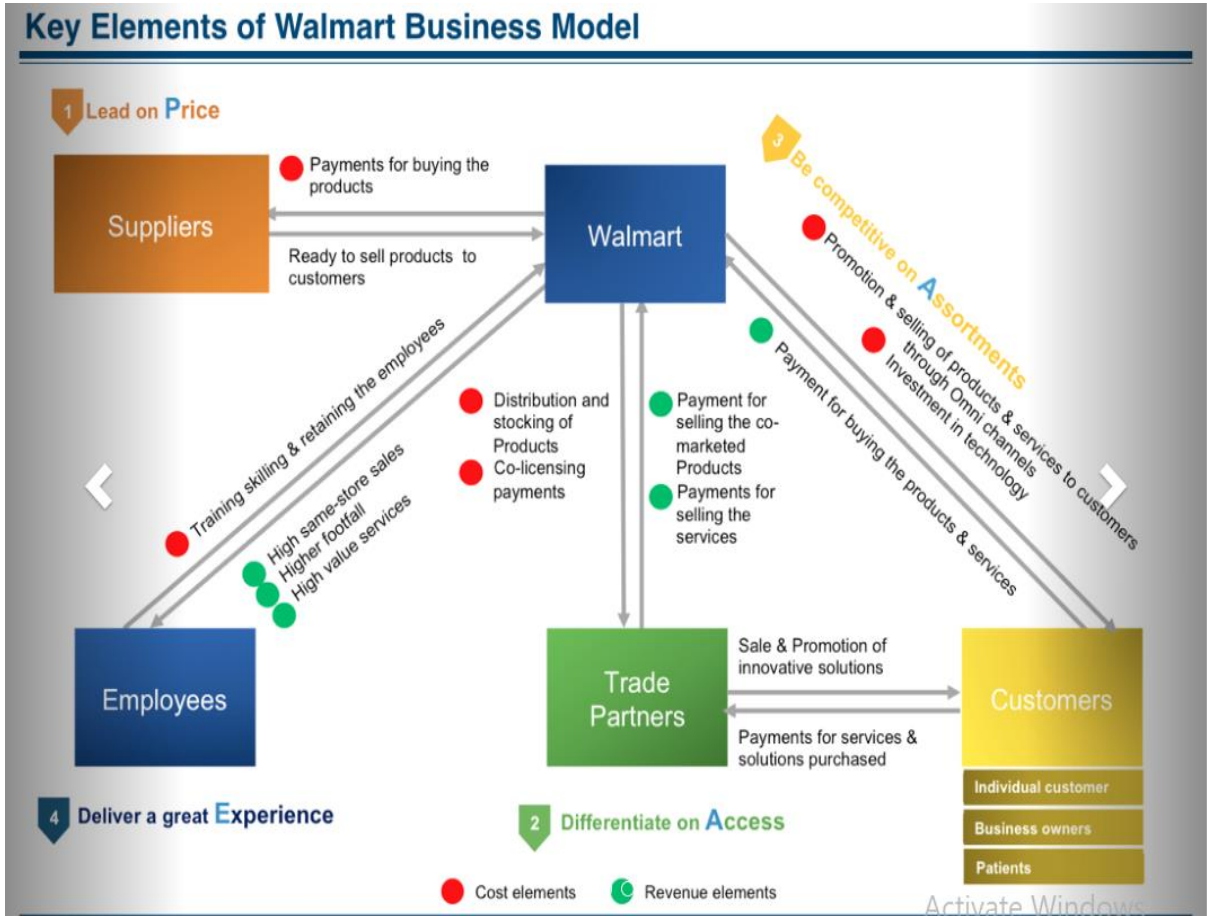 Key Elements of Walmart Business Model
1
Lead on Price
Suppliers
Payments for buying the
products
Ready to sell products to
customers
Walmart
3
Be competitive on Assortments
Promotion & selling of products & services to customers
through Omni channels
Investment in technology
Payment for buying the products & services
Training skilling & retaining the employees
High same-store sales
Higher footfall
High value services
Distribution and
stocking of
Products
Co-licensing
payments
Payment for
selling the co-
marketed
Products
Payments for
selling the
services
Employees
Trade
Partners
Sale & Promotion of
innovative solutions
Payments for services &
solutions purchased
Customers
Individual customer
Business owners
Patients
4
Deliver a great Experience
2
Differentiate on Access
Cost elements
Revenue elements
Activate Windows